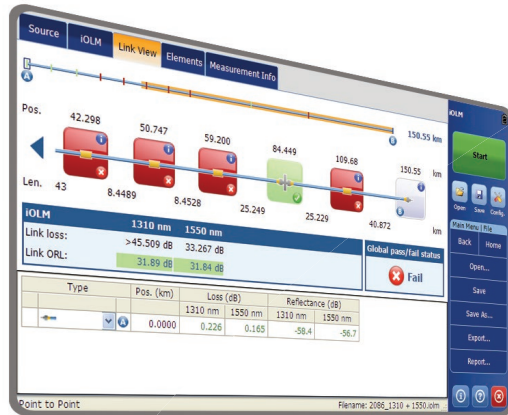 Source
iOLM
Link View
Elements
Measurement Info
iOLM
A
B
150.55 km
Start
Pos.
42.298
50.747
59.200
84.449
109.68
150.55 km
Open
Save
Config.
Main Menu | File
Back
Home
Len.
43
8.4489
8.4528
25.249
25.229
40.872
km
B
iOLM
1310 nm
1550 nm
Global pass/fail status
Link loss:
>45.509 dB
33.267 dB
Link ORL:
31.89 dB
31.84 dB
Fail
Open...
Save
Save As...
Export...
Report...
Type
Pos. (km)
Loss (dB)
Reflectance (dB)
1310 nm
1550 nm
1310 nm
1550 nm
A
0.0000
0.226
0.165
-58.4
-56.7
Point to Point
Filename: 2086_1310 + 1550.iolm